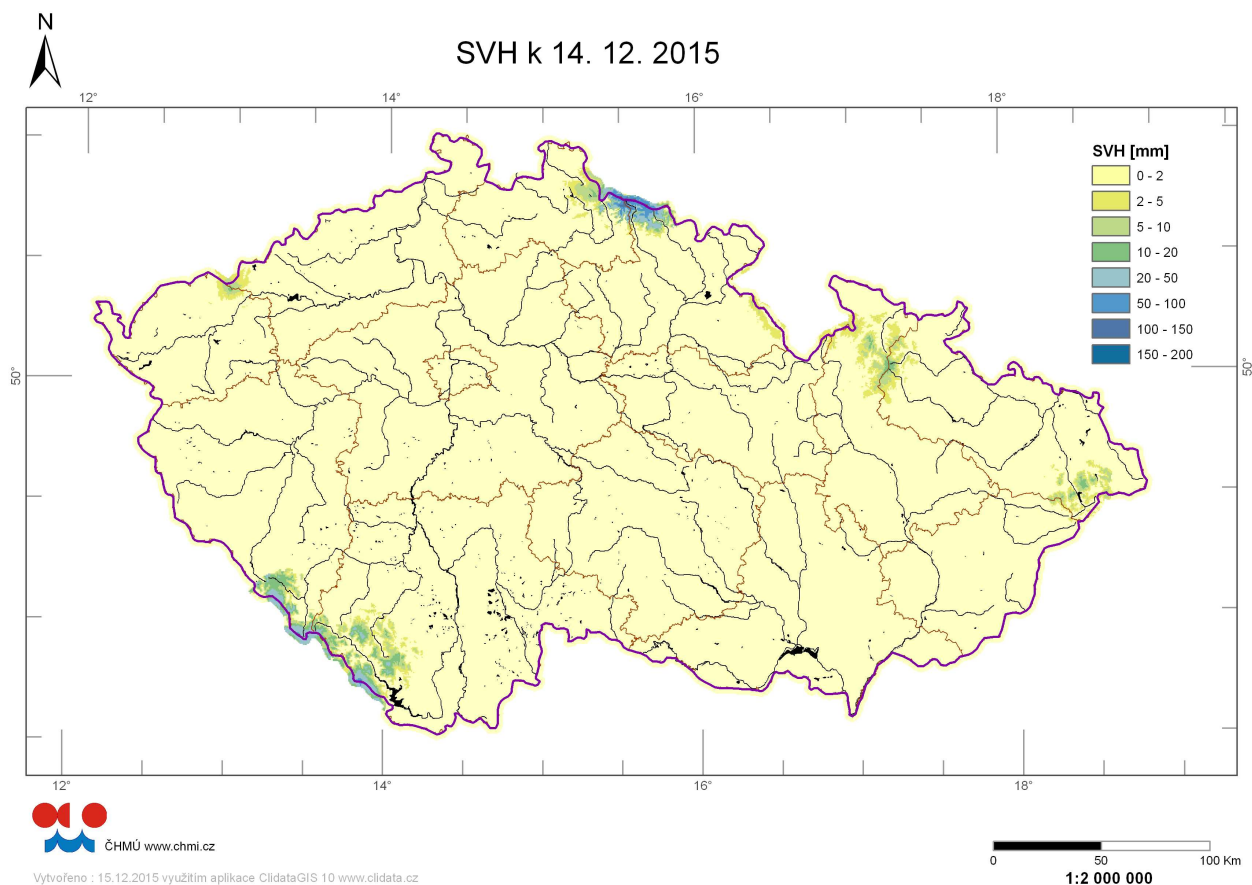 N
SVH k 14. 12. 2015
12° 14° 16° 18°
SVH [mm]
0 - 2
2 - 5
5 - 10
10 - 20
20 - 50
50 - 100
100 - 150
150 - 200
50° 50°
12° 14° 16° 18°
ČHMÚ www.chmi.cz
0 50 100 Km
1:2 000 000
Vytvořeno : 15.12.2015 využitím aplikace ClidataGIS 10 www.clidata.cz